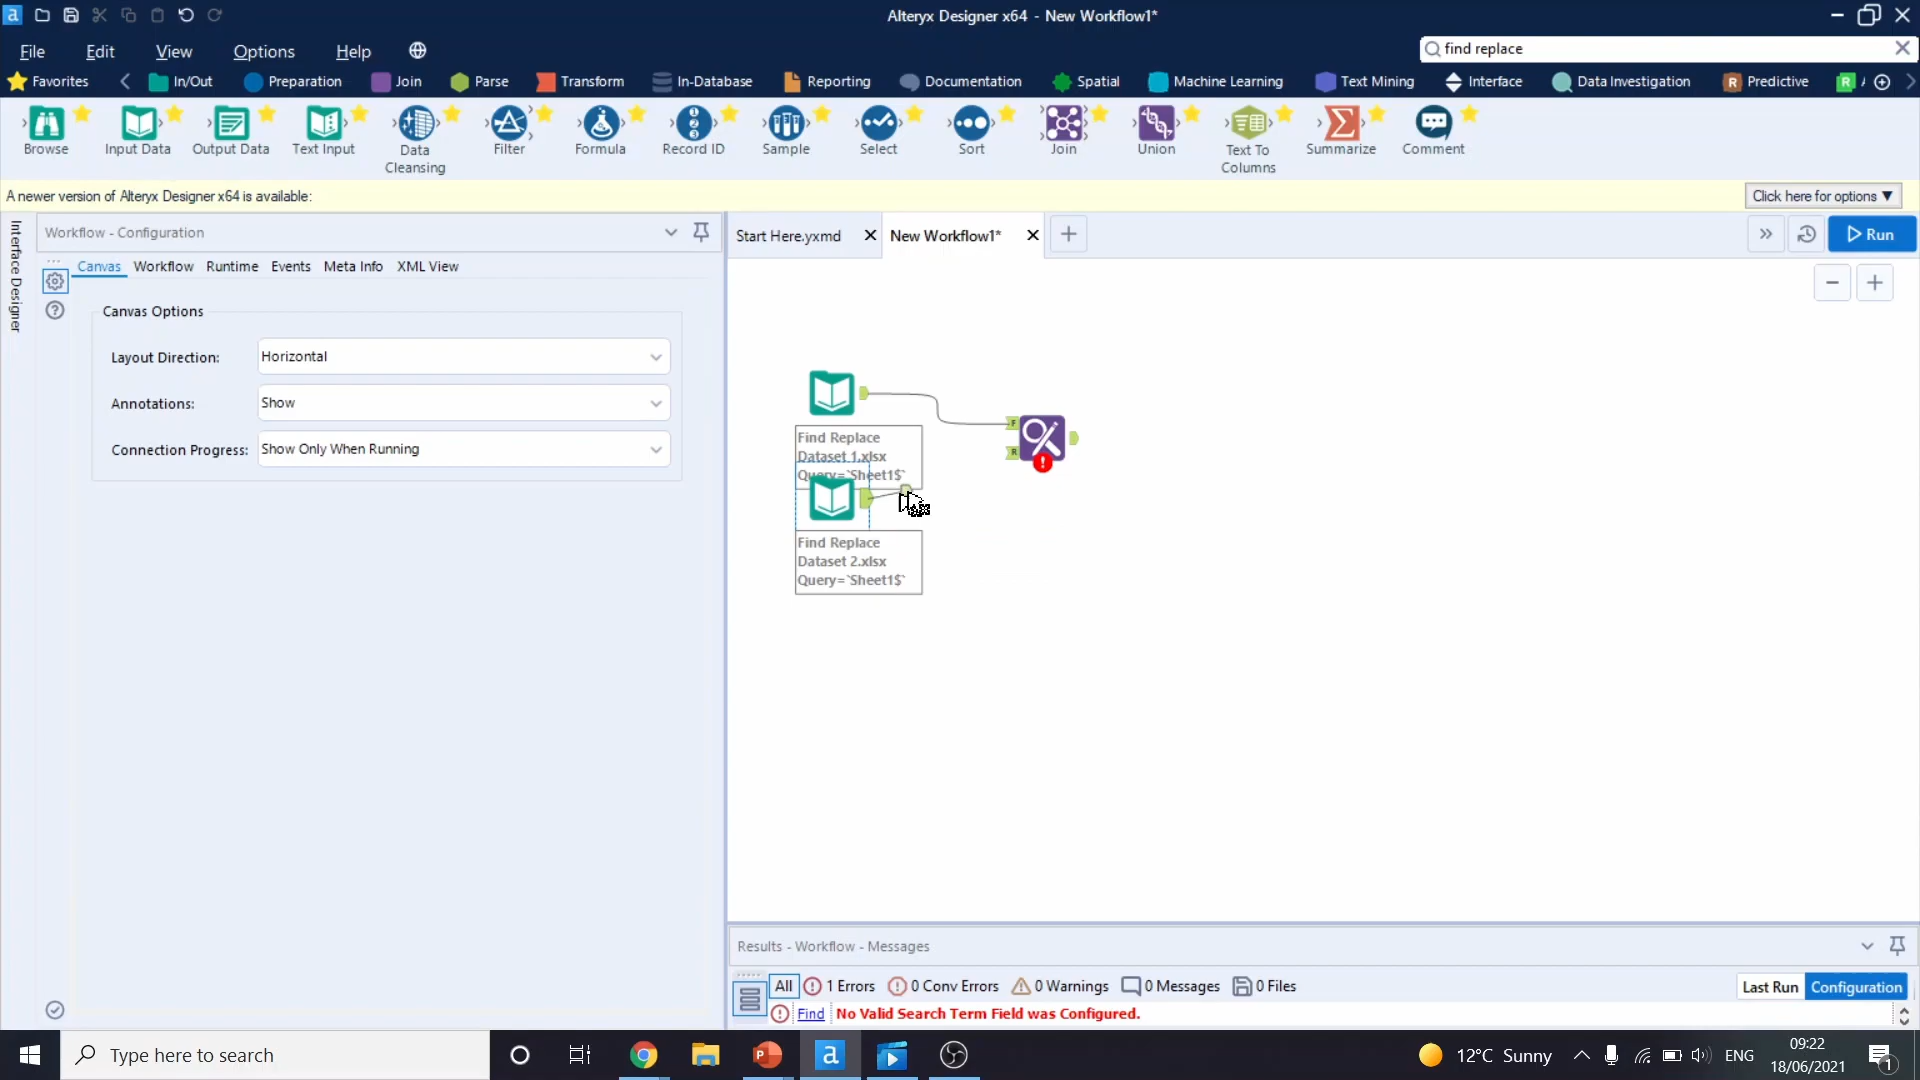 Alteryx Designer x64 - New Workflow1*
File Edit View Options Help
find replace
Favorites In/Out Preparation Join Parse Transform In-Database Reporting Documentation Spatial Machine Learning Text Mining Interface Data Investigation Predictive
Browse Input Data Output Data Text Input Data Cleansing Filter Formula Record ID Sample Select Sort Join Union Text To Columns Summarize Comment
A newer version of Alteryx Designer x64 is available:
Click here for options ▼
Interface Designer
Workflow - Configuration
Canvas Workflow Runtime Events Meta Info XML View
Canvas Options
Layout Direction: Horizontal
Annotations: Show
Connection Progress: Show Only When Running
Start Here.yxmd New Workflow1*
Run
F
R
Find Replace
Dataset 1.xlsx
Query=`Sheet1$`
Find Replace
Dataset 2.xlsx
Query=`Sheet1$`
Results - Workflow - Messages
All 1 Errors 0 Conv Errors 0 Warnings 0 Messages 0 Files
Last Run Configuration
Find No Valid Search Term Field was Configured.
Type here to search
12°C Sunny
ENG
09:22
18/06/2021
1